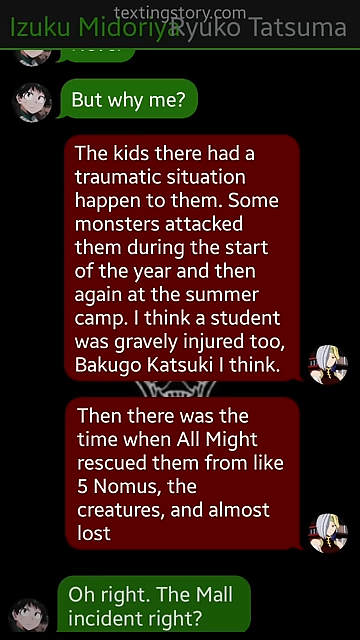 textingstory.com
Izuku Midoriya Ryuko Tatsuma
But why me?
The kids there had a
traumatic situation
happen to them. Some
monsters attacked
them during the start
of the year and then
again at the summer
camp. I think a student
was gravely injured too,
Bakugo Katsuki I think.
Then there was the
time when All Might
rescued them from like
5 Nomus, the
creatures, and almost
lost
Oh right. The Mall
incident right?